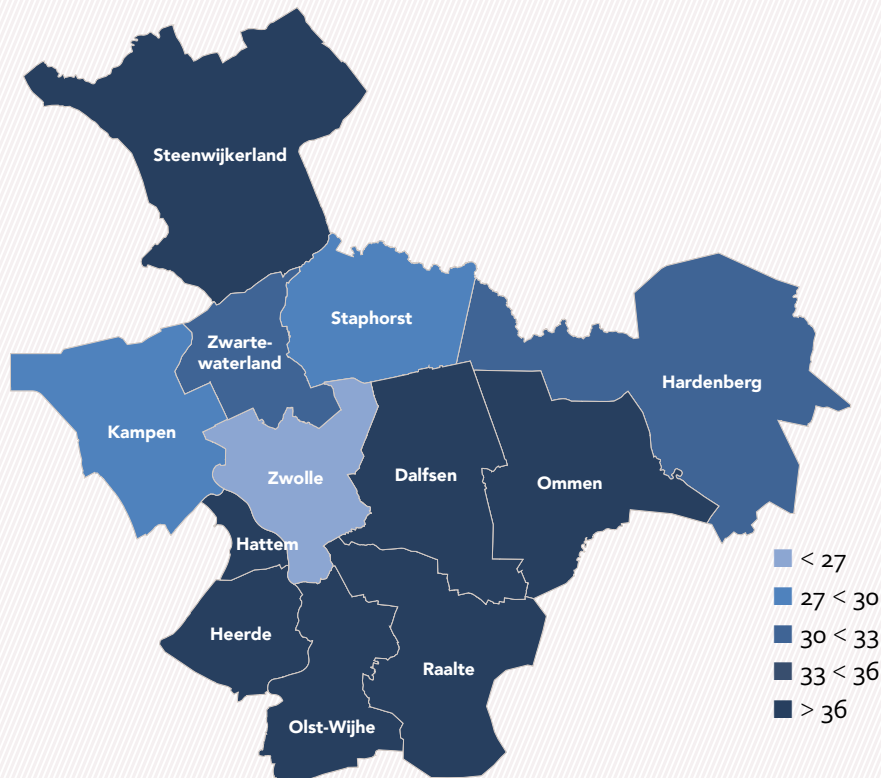 Steenwijkerland
Staphorst
Zwarte-
waterland
Hardenberg
Kampen
Zwolle
Dalfsen
Ommen
Hattem
Heerde
Raalte
Olst-Wijhe
< 27
27 < 30
30 < 33
33 < 36
> 36